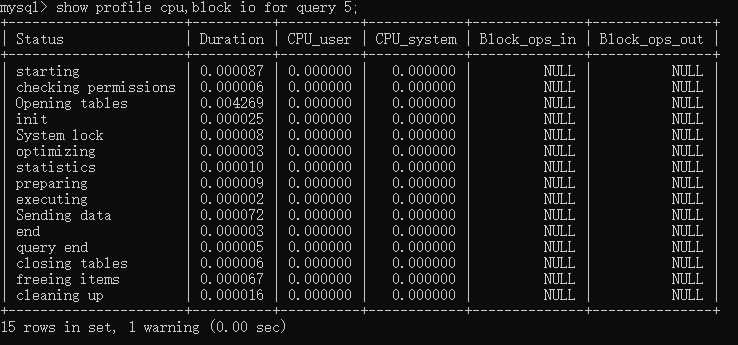 mysql> show profile cpu,block io for query 5;
+----------------------+----------+----------+------------+--------------+---------------+
| Status               | Duration | CPU_user | CPU_system | Block_ops_in | Block_ops_out |
+----------------------+----------+----------+------------+--------------+---------------+
| starting             | 0.000087 | 0.000000 |   0.000000 |         NULL |          NULL |
| checking permissions | 0.000006 | 0.000000 |   0.000000 |         NULL |          NULL |
| Opening tables       | 0.004269 | 0.000000 |   0.000000 |         NULL |          NULL |
| init                 | 0.000025 | 0.000000 |   0.000000 |         NULL |          NULL |
| System lock          | 0.000008 | 0.000000 |   0.000000 |         NULL |          NULL |
| optimizing           | 0.000003 | 0.000000 |   0.000000 |         NULL |          NULL |
| statistics           | 0.000010 | 0.000000 |   0.000000 |         NULL |          NULL |
| preparing            | 0.000009 | 0.000000 |   0.000000 |         NULL |          NULL |
| executing            | 0.000002 | 0.000000 |   0.000000 |         NULL |          NULL |
| Sending data         | 0.000072 | 0.000000 |   0.000000 |         NULL |          NULL |
| end                  | 0.000003 | 0.000000 |   0.000000 |         NULL |          NULL |
| query end            | 0.000005 | 0.000000 |   0.000000 |         NULL |          NULL |
| closing tables       | 0.000006 | 0.000000 |   0.000000 |         NULL |          NULL |
| freeing items        | 0.000067 | 0.000000 |   0.000000 |         NULL |          NULL |
| cleaning up          | 0.000016 | 0.000000 |   0.000000 |         NULL |          NULL |
+----------------------+----------+----------+------------+--------------+---------------+
15 rows in set, 1 warning (0.00 sec)